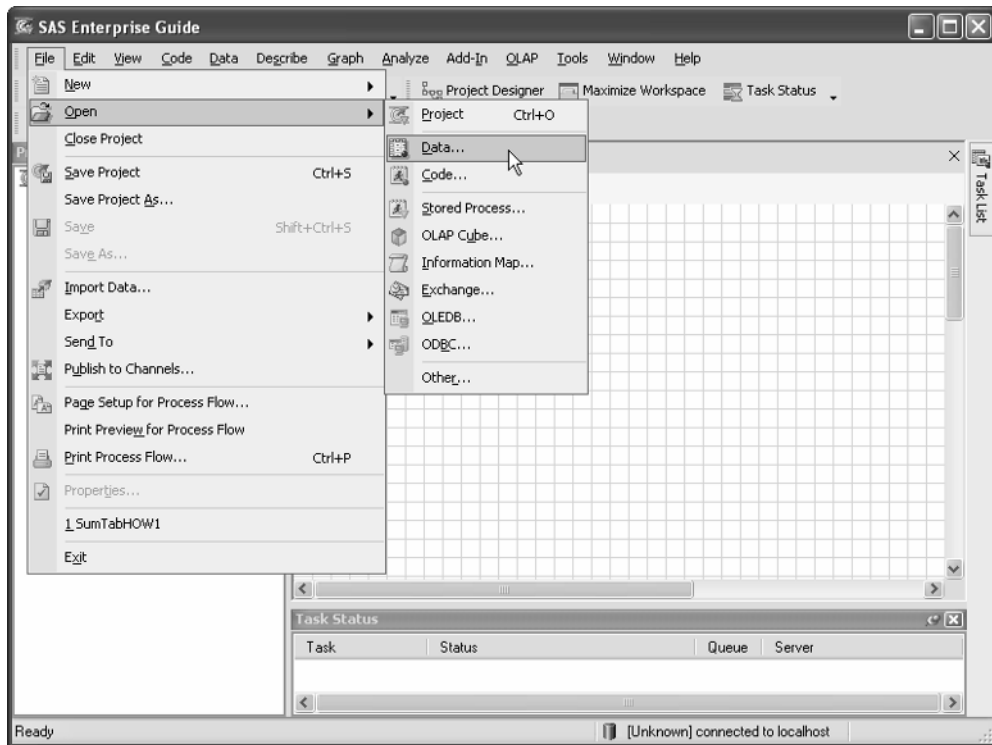 SAS Enterprise Guide
File Edit View Code Data Describe Graph Analyze Add-In OLAP Tools Window Help
Project Designer Maximize Workspace Task Status
New
Open
Close Project
Save Project Ctrl+S
Save Project As...
Save Shift+Ctrl+S
Save As...
Import Data...
Export
Send To
Publish to Channels...
Page Setup for Process Flow...
Print Preview for Process Flow
Print Process Flow... Ctrl+P
Properties...
1 SumTabHOW1
Exit
Project Ctrl+O
Data...
Code...
Stored Process...
OLAP Cube...
Information Map...
Exchange...
OLEDB...
ODBC...
Other...
Task List
Task Status
Task Status Queue Server
Ready
[Unknown] connected to localhost